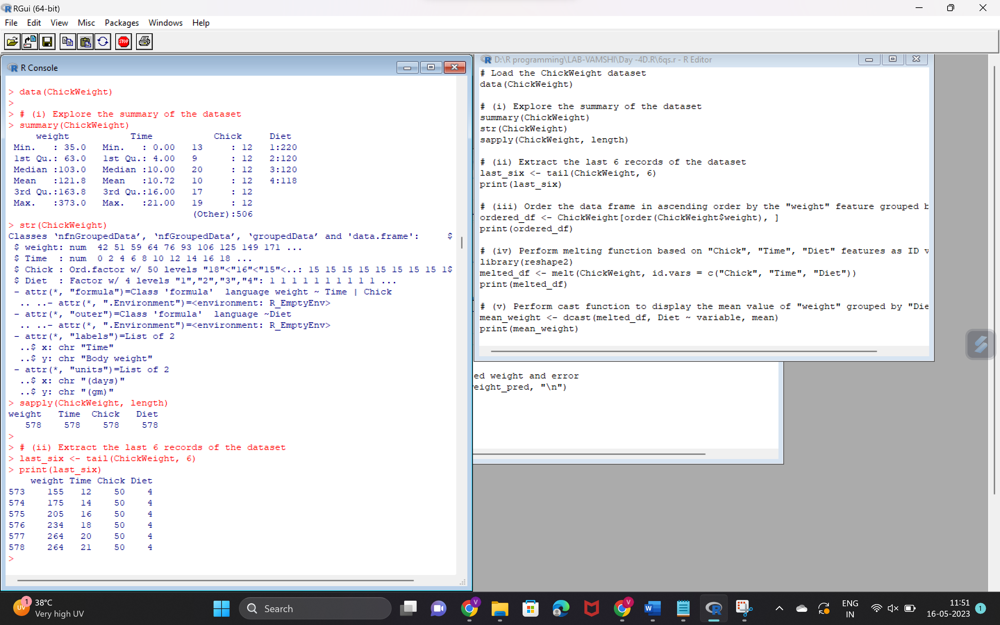 RGui (64-bit)
File Edit View Misc Packages Windows Help
STOP
R Console
> data(ChickWeight)
>
> # (i) Explore the summary of the dataset
> summary(ChickWeight)
     weight           Time           Chick     Diet
 Min.   : 35.0   Min.   : 0.00   13     : 12   1:220
 1st Qu.: 63.0   1st Qu.: 4.00   9      : 12   2:120
 Median :103.0   Median :10.00   20     : 12   3:120
 Mean   :121.8   Mean   :10.72   10     : 12   4:118
 3rd Qu.:163.8   3rd Qu.:16.00   17     : 12
 Max.   :373.0   Max.   :21.00   19     : 12
                                 (Other):506
> str(ChickWeight)
Classes ‘nfnGroupedData’, ‘nfGroupedData’, ‘groupedData’ and 'data.frame':     $
 $ weight: num  42 51 59 64 76 93 106 125 149 171 ...
 $ Time  : num  0 2 4 6 8 10 12 14 16 18 ...
 $ Chick : Ord.factor w/ 50 levels "18"<"16"<"15"<..: 15 15 15 15 15 15 15 15 1$
 $ Diet  : Factor w/ 4 levels "1","2","3","4": 1 1 1 1 1 1 1 1 1 1 ...
 - attr(*, "formula")=Class 'formula'  language weight ~ Time | Chick
  .. ..- attr(*, ".Environment")=<environment: R_EmptyEnv>
 - attr(*, "outer")=Class 'formula'  language ~Diet
  .. ..- attr(*, ".Environment")=<environment: R_EmptyEnv>
 - attr(*, "labels")=List of 2
  ..$ x: chr "Time"
  ..$ y: chr "Body weight"
 - attr(*, "units")=List of 2
  ..$ x: chr "(days)"
  ..$ y: chr "(gm)"
> sapply(ChickWeight, length)
weight   Time  Chick   Diet
   578    578    578    578
>
> # (ii) Extract the last 6 records of the dataset
> last_six <- tail(ChickWeight, 6)
> print(last_six)
    weight Time Chick Diet
573    155   12    50    4
574    175   14    50    4
575    205   16    50    4
576    234   18    50    4
577    264   20    50    4
578    264   21    50    4
>
D:\R programming\LAB-VAMSHI\Day -4D.R\6qs.r - R Editor
# Load the ChickWeight dataset
data(ChickWeight)
# (i) Explore the summary of the dataset
summary(ChickWeight)
str(ChickWeight)
sapply(ChickWeight, length)
# (ii) Extract the last 6 records of the dataset
last_six <- tail(ChickWeight, 6)
print(last_six)
# (iii) Order the data frame in ascending order by the "weight" feature grouped b
ordered_df <- ChickWeight[order(ChickWeight$weight), ]
print(ordered_df)
# (iv) Perform melting function based on "Chick", "Time", "Diet" features as ID v
library(reshape2)
melted_df <- melt(ChickWeight, id.vars = c("Chick", "Time", "Diet"))
print(melted_df)
# (v) Perform cast function to display the mean value of "weight" grouped by "Die
mean_weight <- dcast(melted_df, Diet ~ variable, mean)
print(mean_weight)
ed weight and error
eight_pred, "\n")
UV 1
38°C
Very high UV
Search
V
V
W
R
ENG
IN
11:51
16-05-2023
1